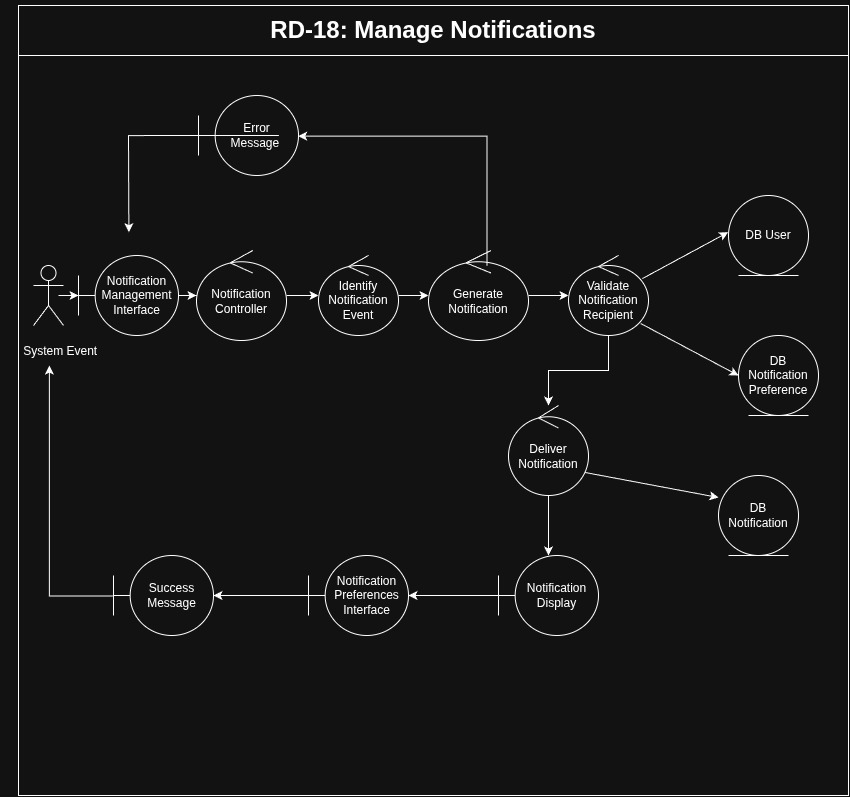 RD-18: Manage Notifications
Error
Message
DB User
Notification
Management
Interface
Notification
Controller
Identify
Notification
Event
Generate
Notification
Validate
Notification
Recipient
System Event
DB
Notification
Preference
Deliver
Notification
DB
Notification
Success
Message
Notification
Preferences
Interface
Notification
Display